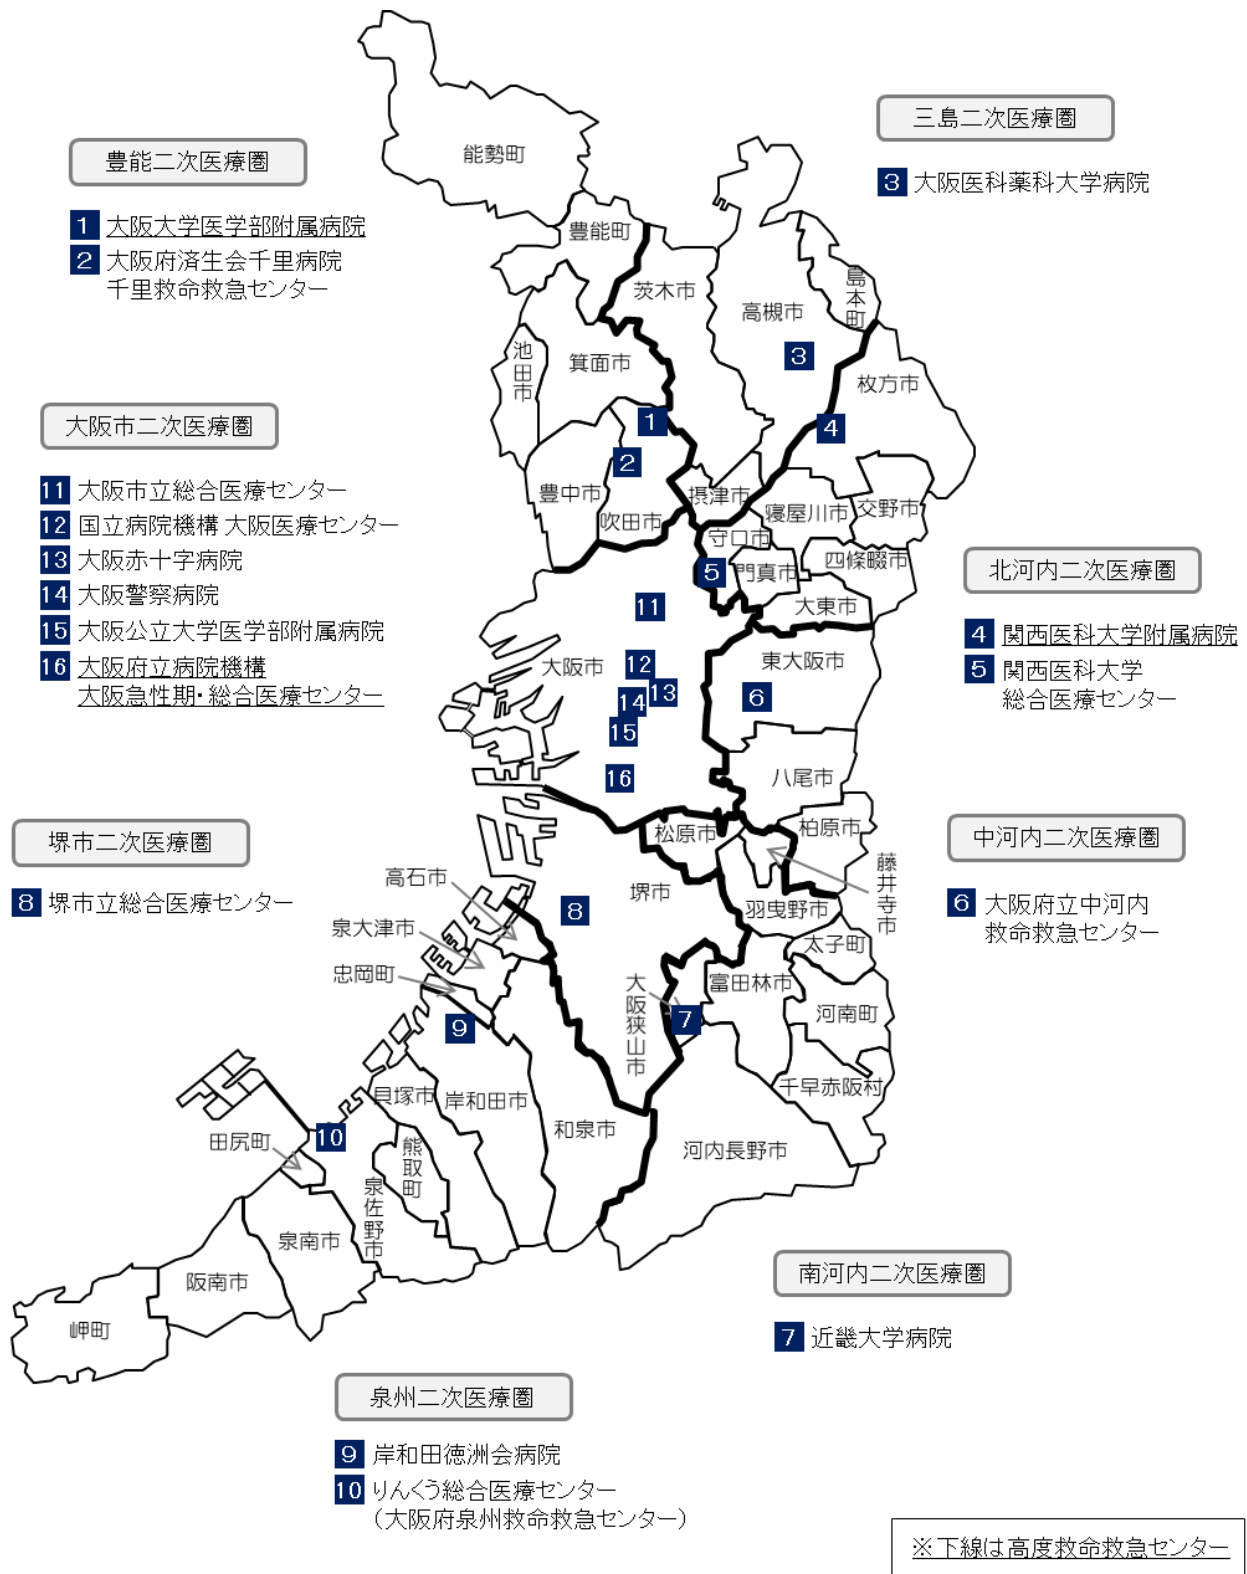 三島二次医療圏
3 大阪医科薬科大学病院
豊能二次医療圏
1 大阪大学医学部附属病院
2 大阪府済生会千里病院
千里救命救急センター
大阪市二次医療圏
11 大阪市立総合医療センター
12 国立病院機構 大阪医療センター
13 大阪赤十字病院
14 大阪警察病院
15 大阪公立大学医学部附属病院
16 大阪府立病院機構
大阪急性期・総合医療センター
北河内二次医療圏
4 関西医科大学附属病院
5 関西医科大学
総合医療センター
堺市二次医療圏
8 堺市立総合医療センター
中河内二次医療圏
6 大阪府立中河内
救命救急センター
南河内二次医療圏
7 近畿大学病院
泉州二次医療圏
9 岸和田徳洲会病院
10 りんくう総合医療センター
（大阪府泉州救命救急センター）
※下線は高度救命救急センター
能勢町
豊能町
茨木市
高槻市
島本町
3
池田市
箕面市
枚方市
1
4
2
豊中市
吹田市
摂津市
寝屋川市
交野市
守口市
5
門真市
四條畷市
大東市
11
大阪市
12
東大阪市
13
6
14
15
16
八尾市
松原市
柏原市
藤井寺市
高石市
8
堺市
羽曳野市
泉大津市
太子町
忠岡町
大阪狭山市
富田林市
9
7
河南町
千早赤阪村
貝塚市
岸和田市
和泉市
10
田尻町
熊取町
河内長野市
泉佐野市
泉南市
阪南市
岬町